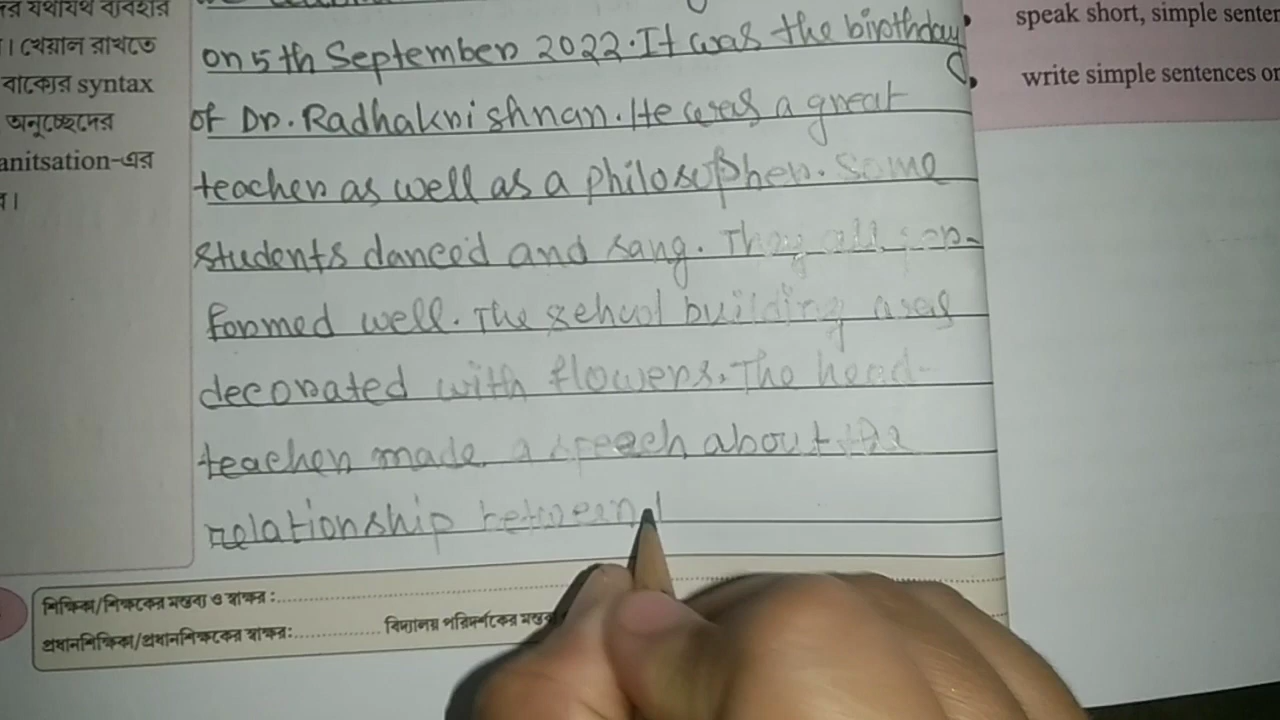 র যথাযথ ব্যবহার
। খেয়াল রাখতে
বাক্যের syntax
অনুচ্ছেদের
anitsation-এর
on 5th September 2022. It was the birthday
of Dr. Radhakrishnan. He was a great
teacher as well as a philosopher. Some
students danced and sang. They all per-
formed well. The school building was
decorated with flowers. The head-
teacher made a speech about the
relationship between
speak short, simple senten
write simple sentences on
শিক্ষিকা/শিক্ষকের মন্তব্য ও স্বাক্ষর :
প্রধানশিক্ষিকা/প্রধানশিক্ষকের স্বাক্ষর:
বিদ্যালয় পরিদর্শকের মন্তব্য